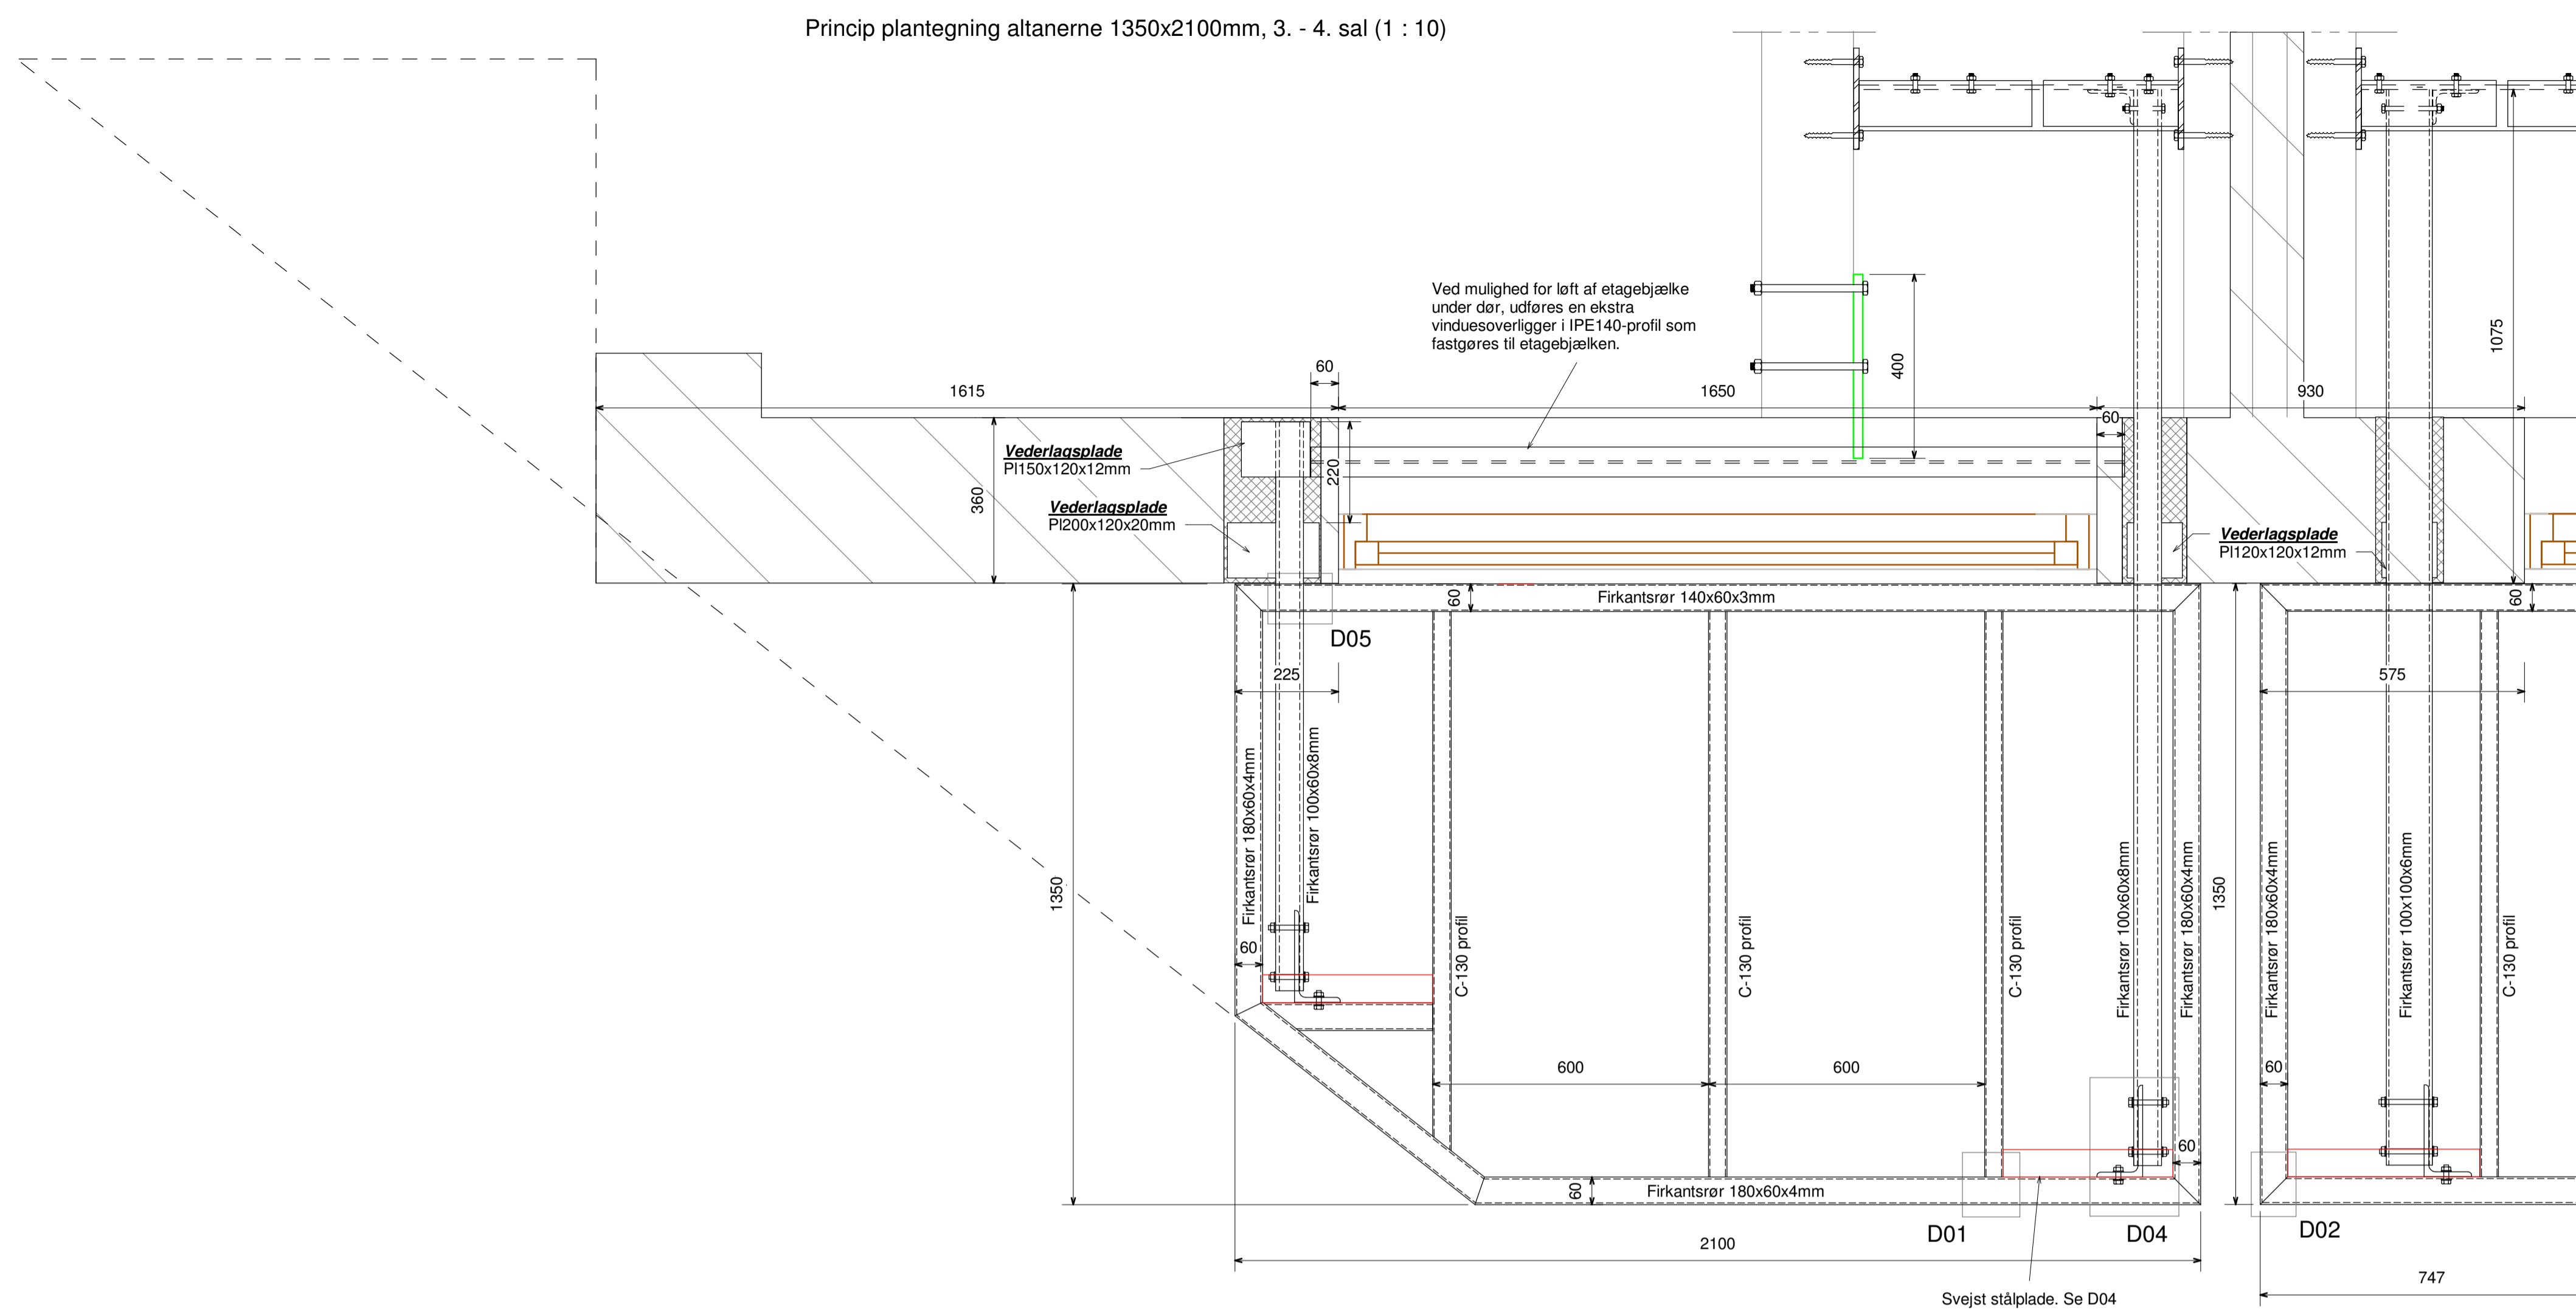 Princip plantegning altanerne 1350x2100mm, 3. - 4. sal (1 : 10)
Ved mulighed for løft af etagebjælke
under dør, udføres en ekstra
vinduesoverligger i IPE140-profil som
fastgøres til etagebjælken.
400
1075
1615
60
1650
60
930
Vederlagsplade
Pl150x120x12mm
220
360
Vederlagsplade
Pl200x120x20mm
Vederlagsplade
Pl120x120x12mm
60
Firkantsrør 140x60x3mm
60
D05
225
575
Firkantsrør 180x60x4mm
Firkantsrør 100x60x8mm
1350
60
C-130 profil
C-130 profil
C-130 profil
Firkantsrør 100x60x8mm
Firkantsrør 180x60x4mm
1350
Firkantsrør 180x60x4mm
Firkantsrør 100x100x6mm
C-130 profil
600
600
60
60
60
Firkantsrør 180x60x4mm
D01
D04
D02
2100
747
Svejst stålplade. Se D04